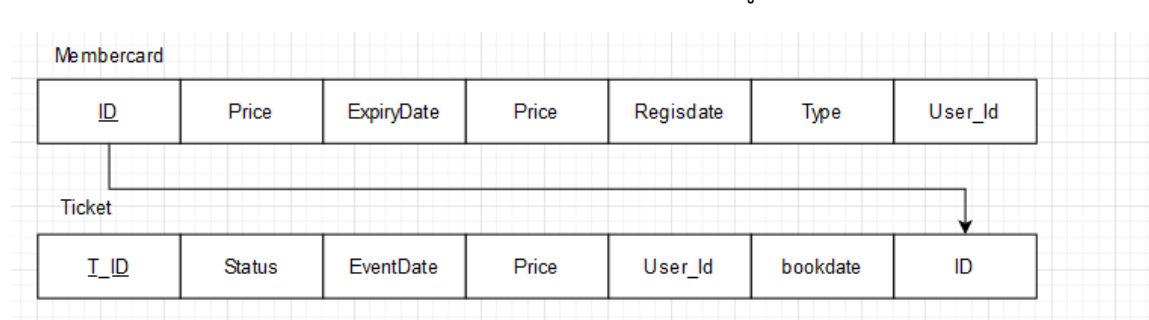 Membercard
ID Price ExpiryDate Price Regisdate Type User_Id
Ticket
T_ID Status EventDate Price User_Id bookdate ID